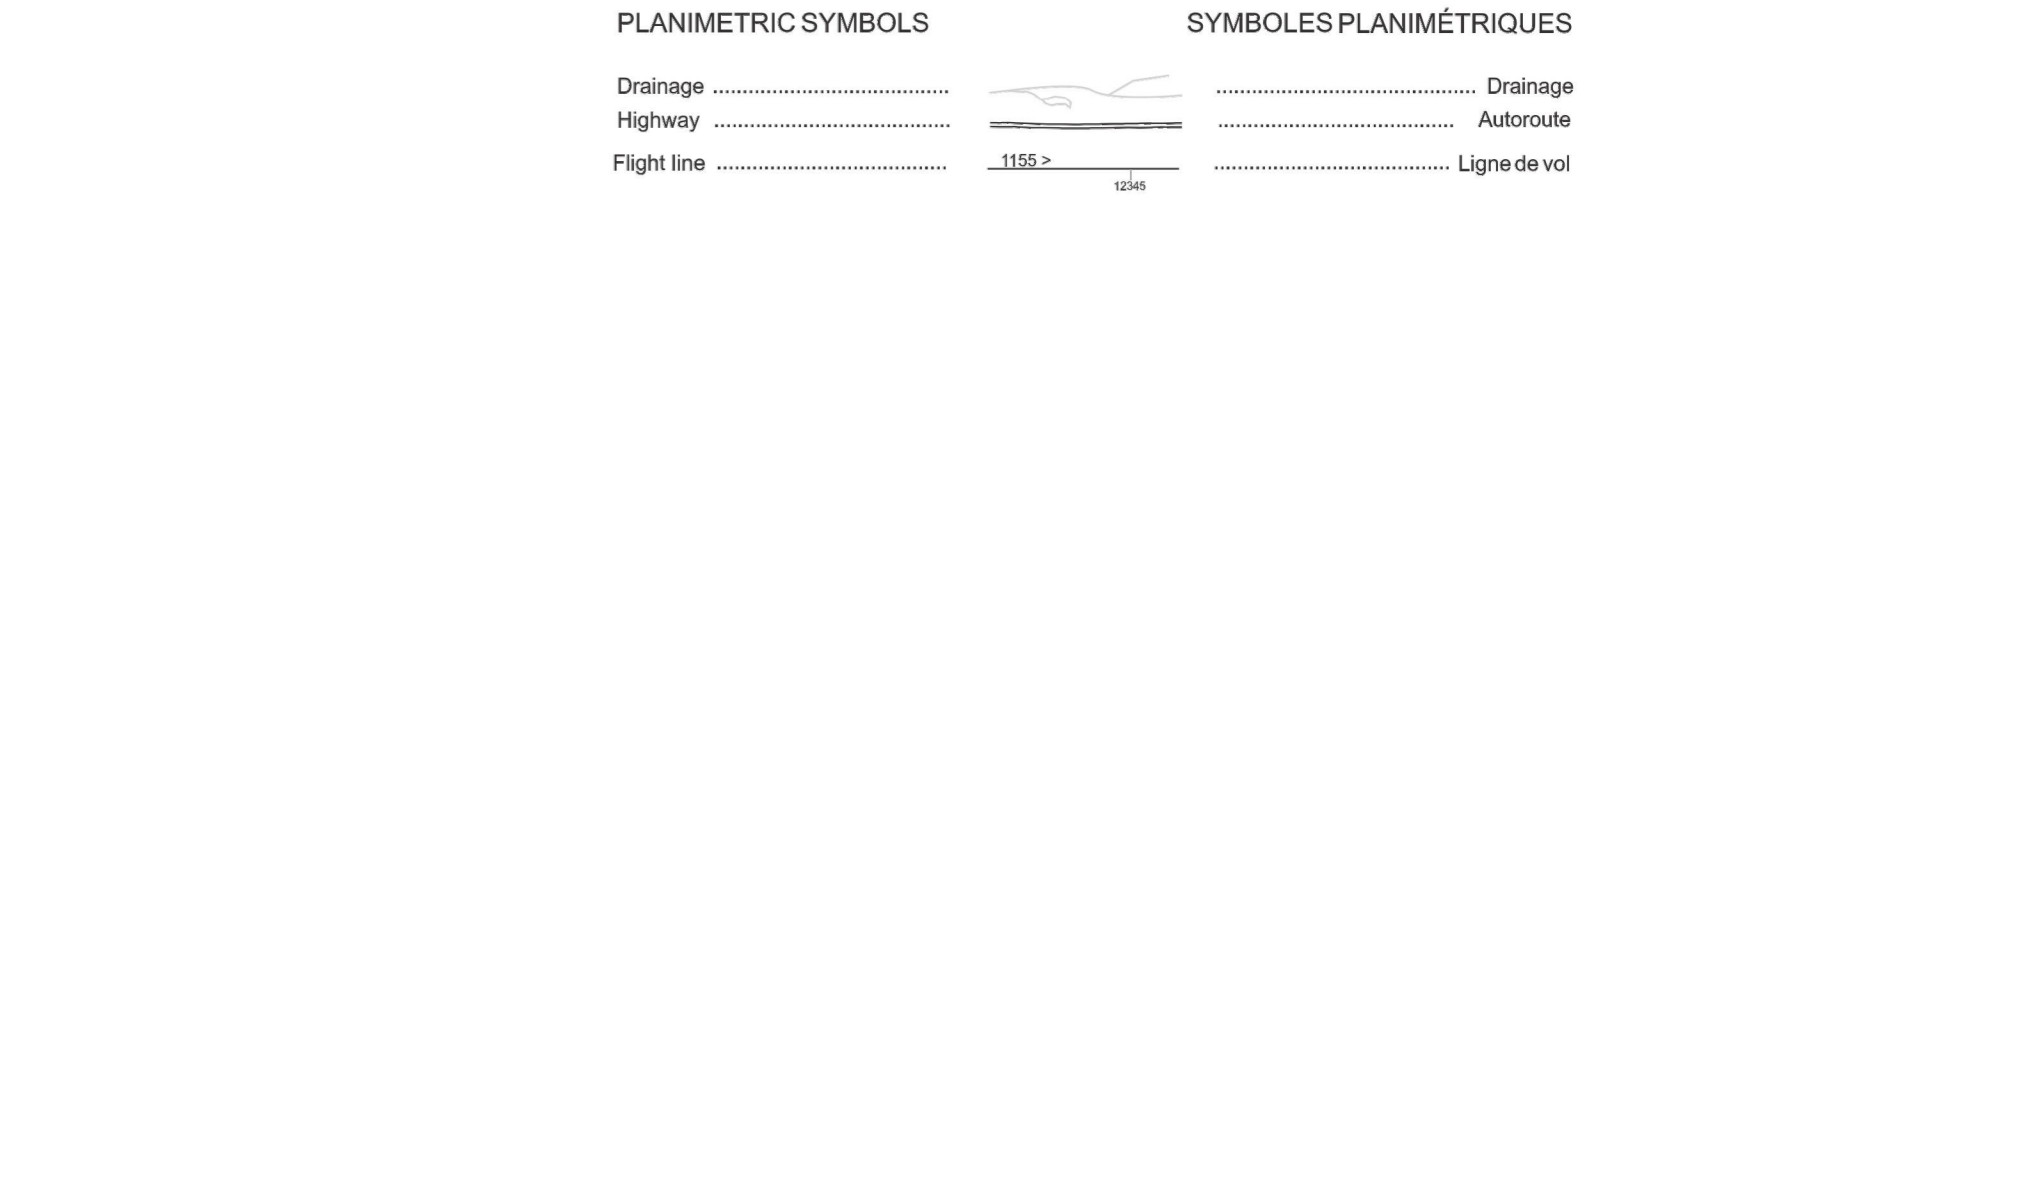 PLANIMETRIC SYMBOLS SYMBOLES PLANIMÉTRIQUES
Drainage ........................................ ............................................ Drainage
Highway ........................................ ........................................ Autoroute
Flight line ....................................... 1155 > ........................................ Ligne de vol
12345